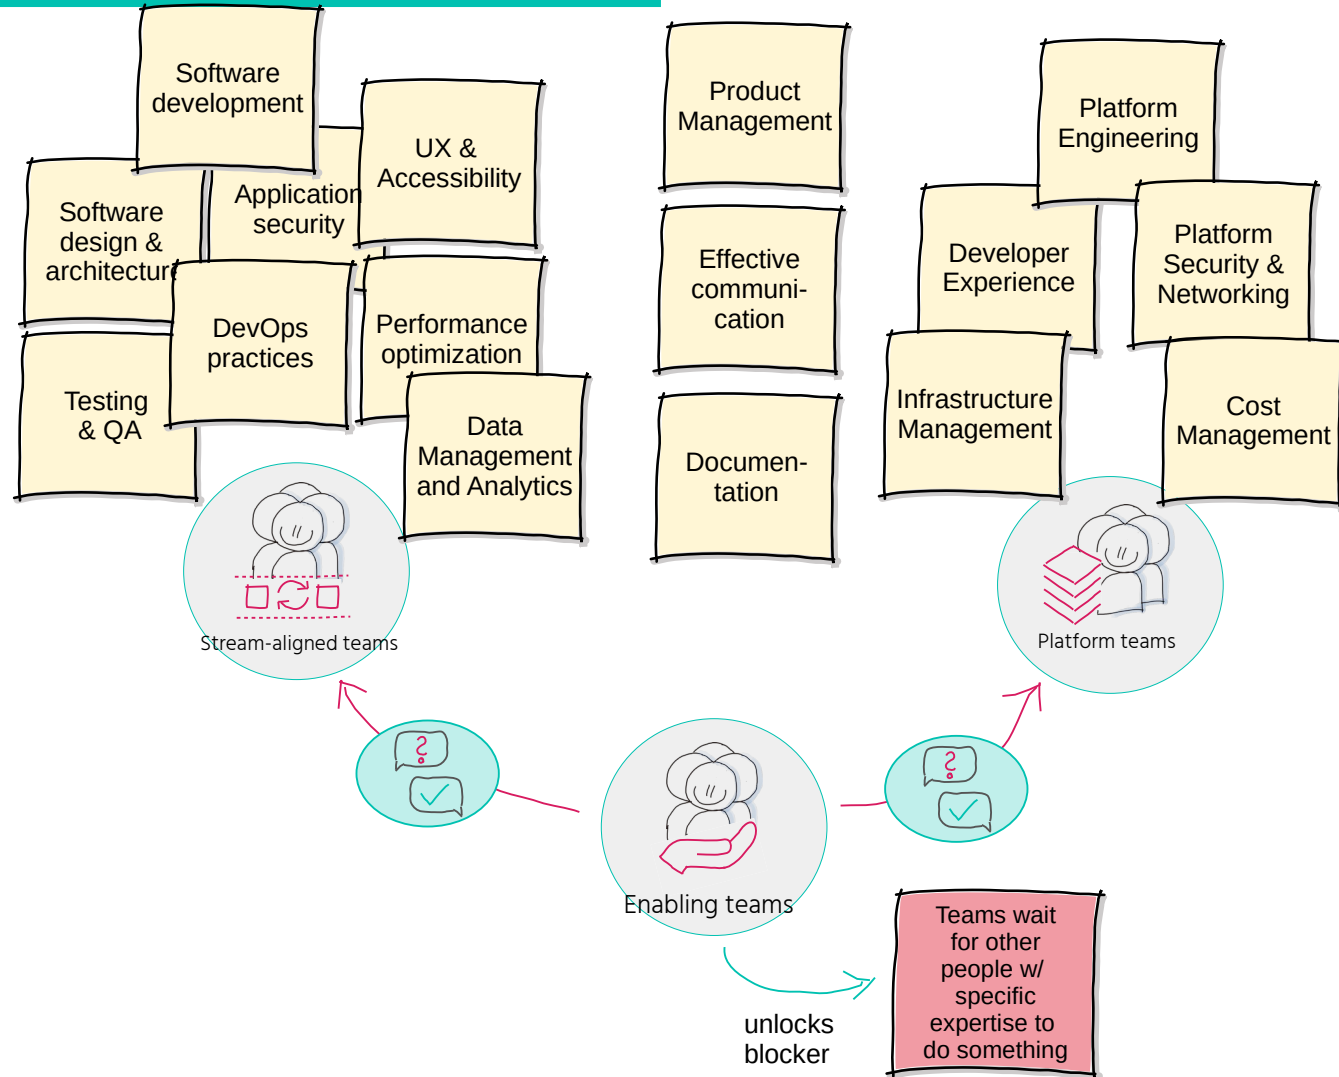 Software
development
UX &
Accessibility
Application
security
Software
design &
architecture
DevOps
practices
Performance
optimization
Testing
& QA
Data
Management
and Analytics
Product
Management
Effective
communi-
cation
Documen-
tation
Platform
Engineering
Developer
Experience
Platform
Security &
Networking
Infrastructure
Management
Cost
Management
Stream-aligned teams
Platform teams
Enabling teams
unlocks
blocker
Teams wait
for other
people w/
specific
expertise to
do something